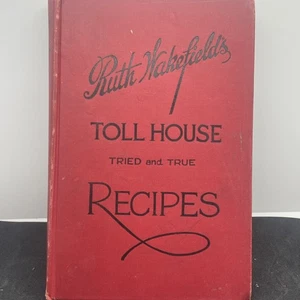 Ruth Wakefield's
TOLL HOUSE
TRIED and TRUE
RECIPES